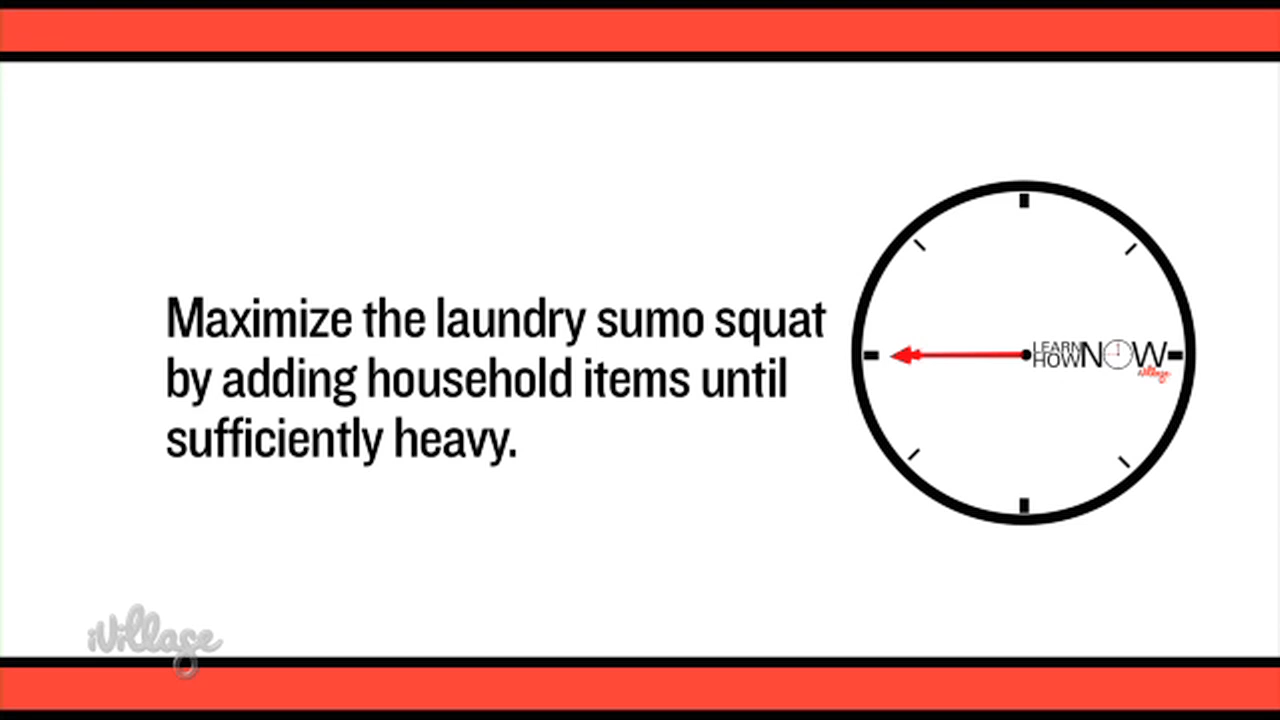 Maximize the laundry sumo squat
by adding household items until
sufficiently heavy.
LEARN
HOW NOW
iVillage
iVillage